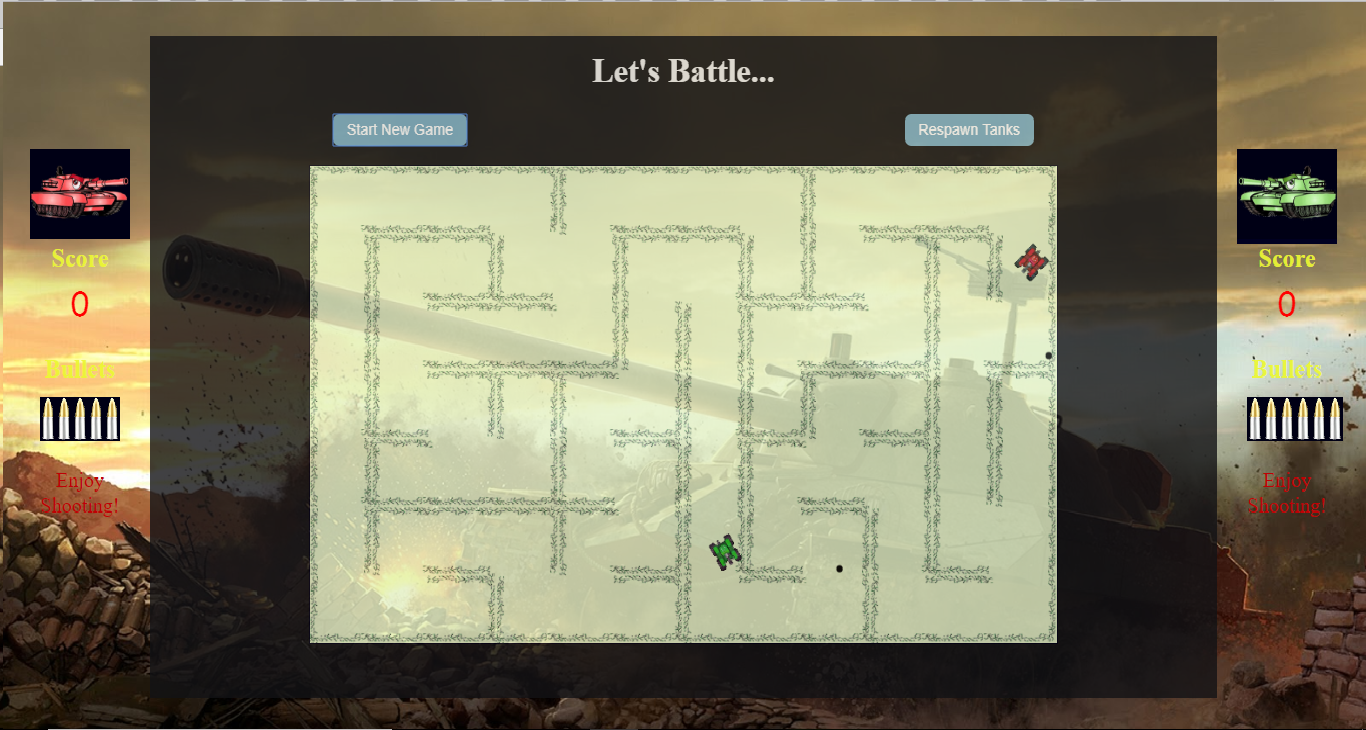 Let's Battle...
Start New Game
Respawn Tanks
Score
0
Bullets
Enjoy
Shooting!
Score
0
Bullets
Enjoy
Shooting!